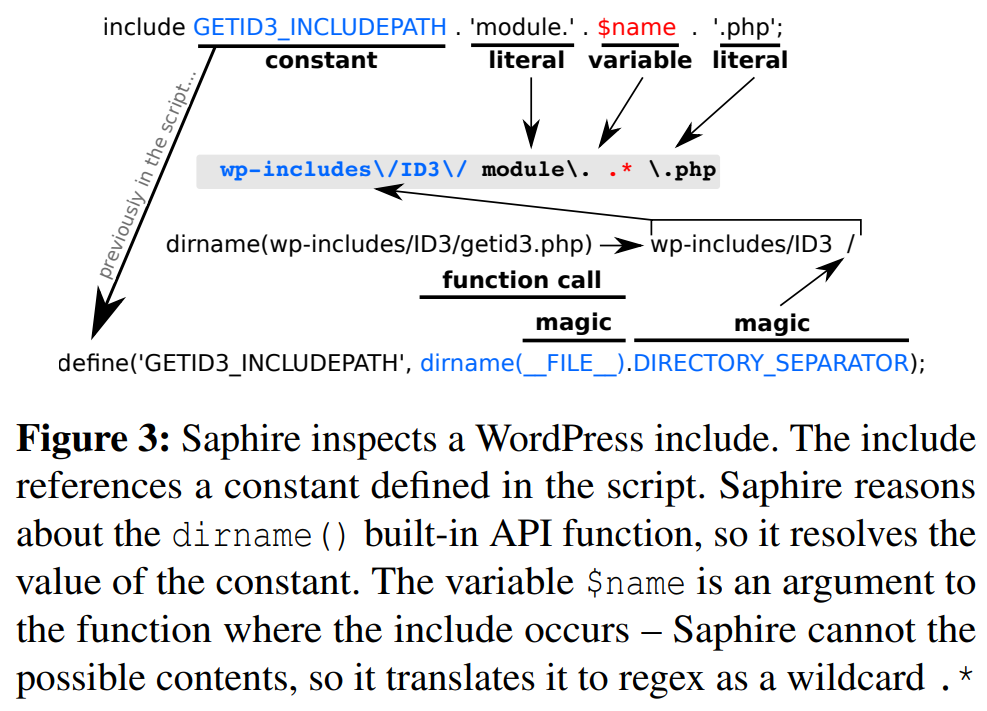 include GETID3_INCLUDEPATH . 'module.' . $name . '.php';
constant literal variable literal
previously in the script...
wp-includes\/ID3\/ module\. .* \.php
dirname(wp-includes/ID3/getid3.php) wp-includes/ID3 /
function call
magic magic
define('GETID3_INCLUDEPATH', dirname(__FILE__).DIRECTORY_SEPARATOR);
Figure 3: Saphire inspects a WordPress include. The include
references a constant defined in the script. Saphire reasons
about the dirname() built-in API function, so it resolves the
value of the constant. The variable $name is an argument to
the function where the include occurs – Saphire cannot the
possible contents, so it translates it to regex as a wildcard .*